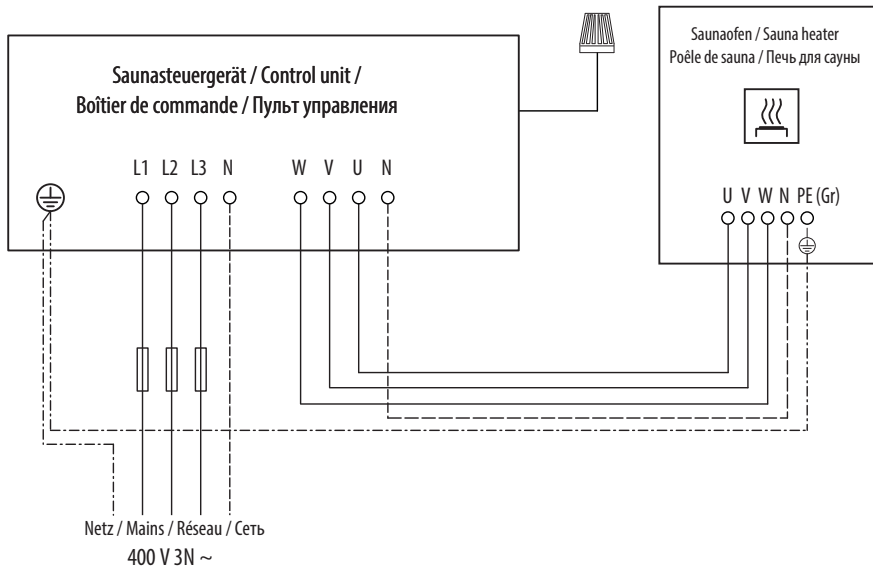 Saunasteuergerät / Control unit /
Boîtier de commande / Пульт управления
L1 L2 L3 N W V U N
Saunaofen / Sauna heater
Poêle de sauna / Печь для сауны
U V W N PE (Gr)
Netz / Mains / Réseau / Сеть
400 V 3N ~